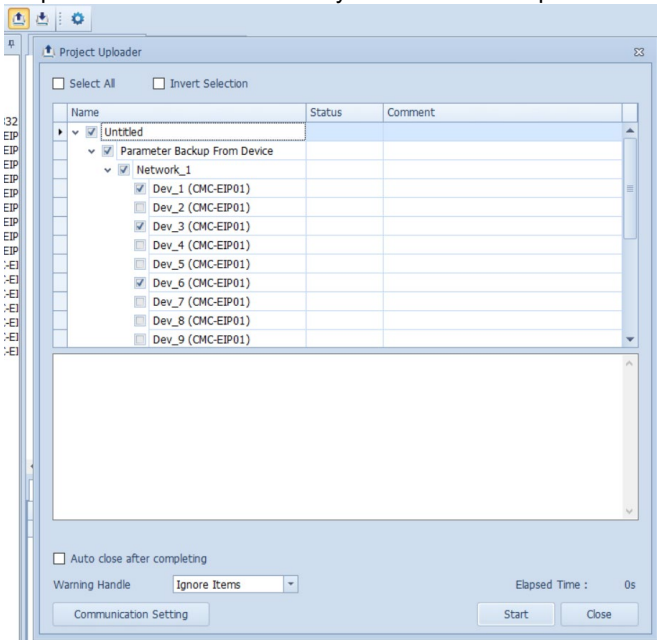 Project Uploader
Select All Invert Selection
Name Status Comment
Untitled
Parameter Backup From Device
Network_1
Dev_1 (CMC-EIP01)
Dev_2 (CMC-EIP01)
Dev_3 (CMC-EIP01)
Dev_4 (CMC-EIP01)
Dev_5 (CMC-EIP01)
Dev_6 (CMC-EIP01)
Dev_7 (CMC-EIP01)
Dev_8 (CMC-EIP01)
Dev_9 (CMC-EIP01)
Auto close after completing
Warning Handle Ignore Items Elapsed Time : 0s
Communication Setting Start Close